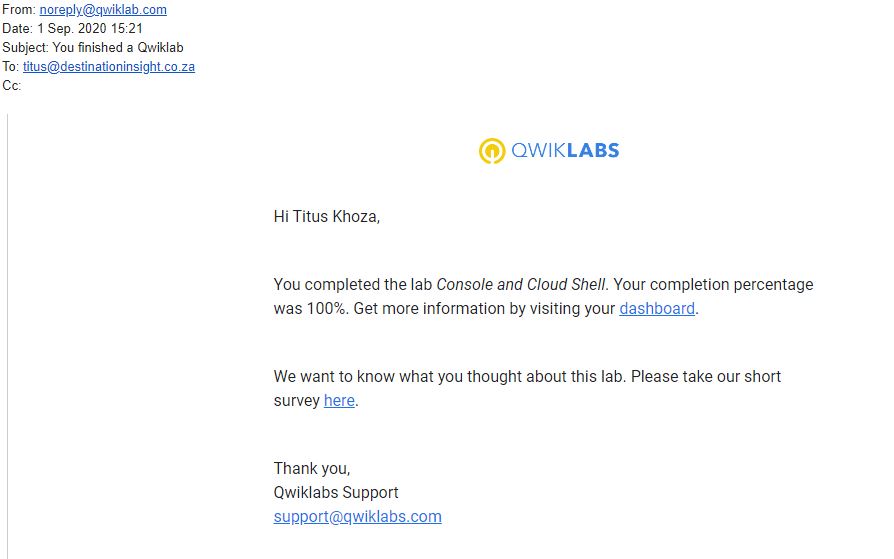 From: noreply@qwiklab.com
Date: 1 Sep. 2020 15:21
Subject: You finished a Qwiklab
To: titus@destinationinsight.co.za
Cc:
QWIKLABS
Hi Titus Khoza,
You completed the lab Console and Cloud Shell. Your completion percentage
was 100%. Get more information by visiting your dashboard.
We want to know what you thought about this lab. Please take our short
survey here.
Thank you,
Qwiklabs Support
support@qwiklabs.com